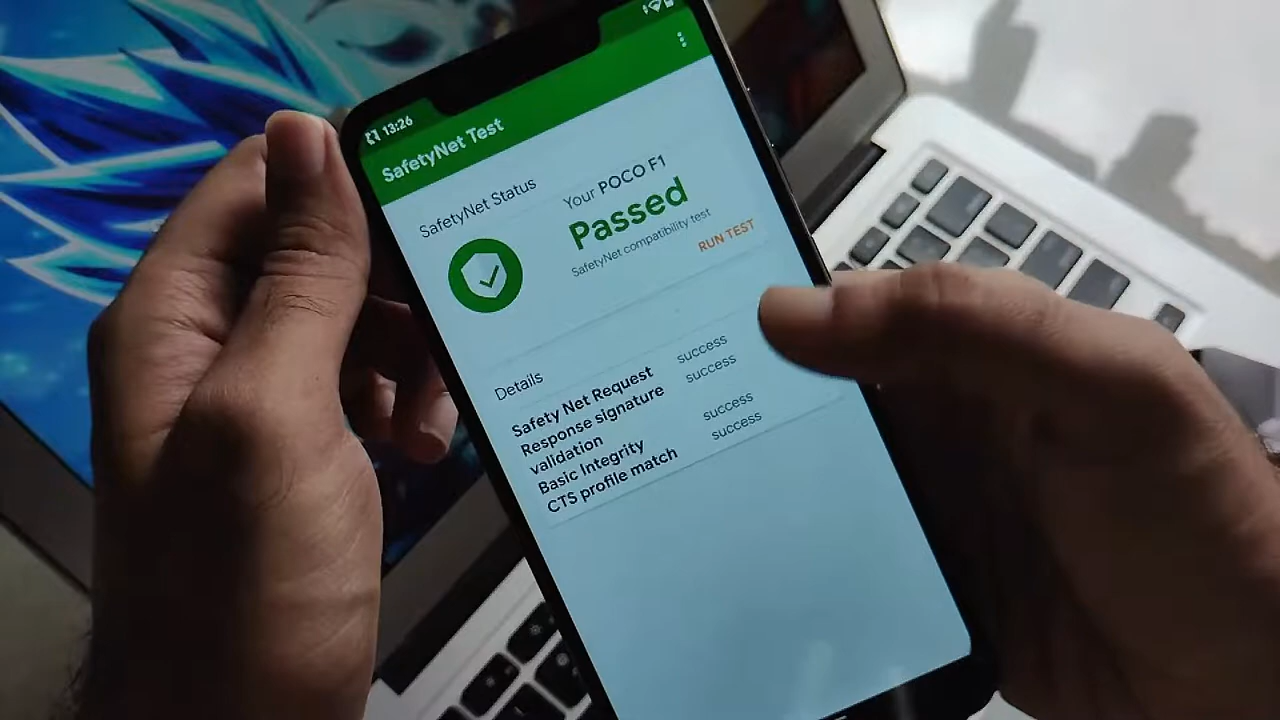 13:26
SafetyNet Test
SafetyNet Status
Your POCO F1
Passed
SafetyNet compatibility test
RUN TEST
Details
Safety Net Request success
Response signature success
validation
Basic Integrity success
CTS profile match success